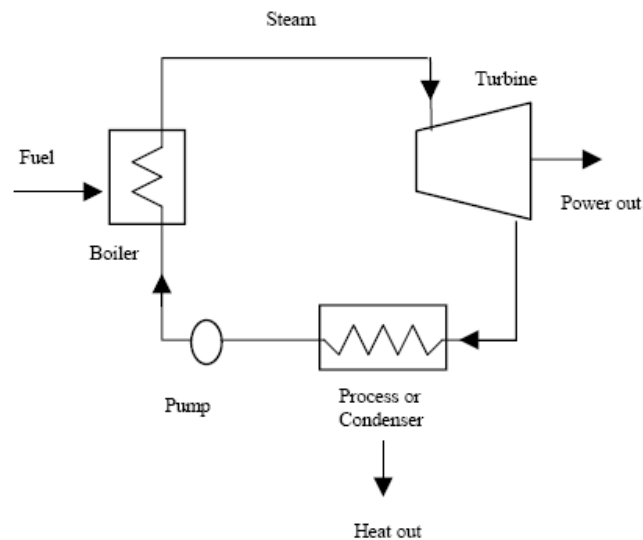 Steam
Turbine
Fuel
Power out
Boiler
Pump
Process or
Condenser
Heat out